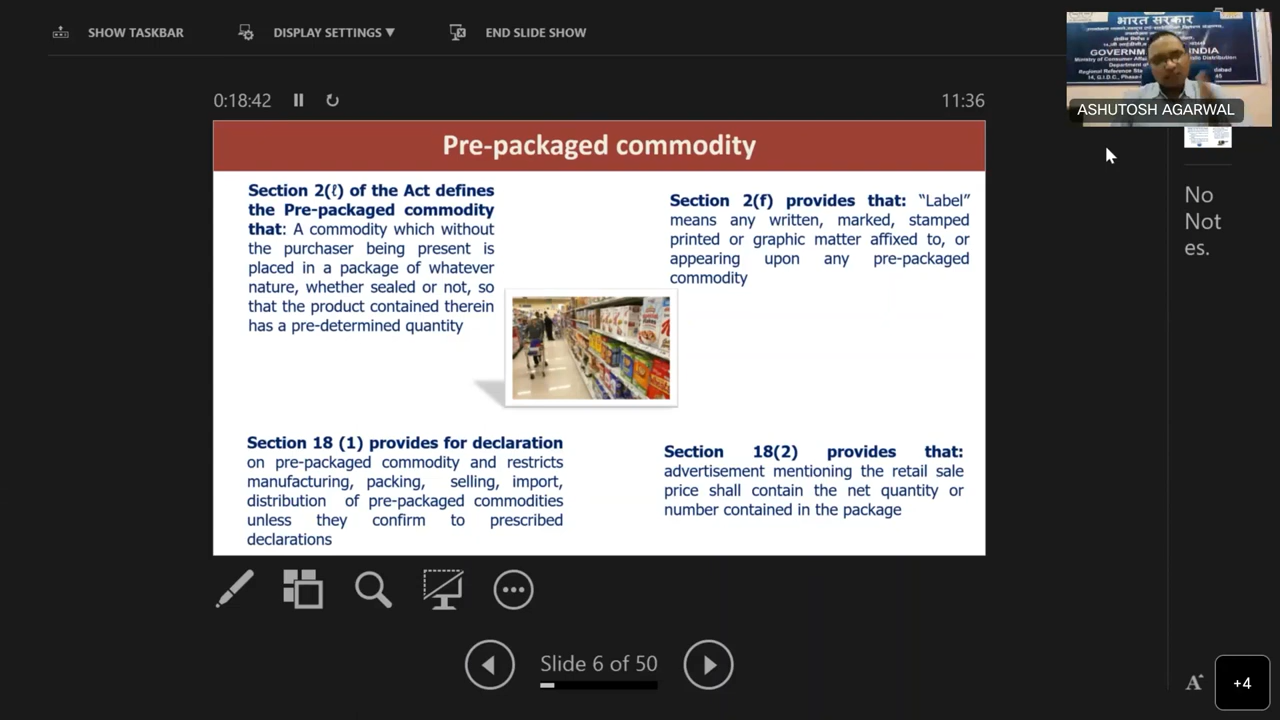 SHOW TASKBAR
DISPLAY SETTINGS ▼
END SLIDE SHOW
0:18:42
11:36
भारत सरकार
ASHUTOSH AGARWAL
Pre-packaged commodity
Section 2(ℓ) of the Act defines
the Pre-packaged commodity
that: A commodity which without
the purchaser being present is
placed in a package of whatever
nature, whether sealed or not, so
that the product contained therein
has a pre-determined quantity
Section 2(f) provides that: “Label”
means any written, marked, stamped
printed or graphic matter affixed to, or
appearing upon any pre-packaged
commodity
Section 18 (1) provides for declaration
on pre-packaged commodity and restricts
manufacturing, packing, selling, import,
distribution of pre-packaged commodities
unless they confirm to prescribed
declarations
Section 18(2) provides that:
advertisement mentioning the retail sale
price shall contain the net quantity or
number contained in the package
No
Not
es.
Slide 6 of 50
A
+4